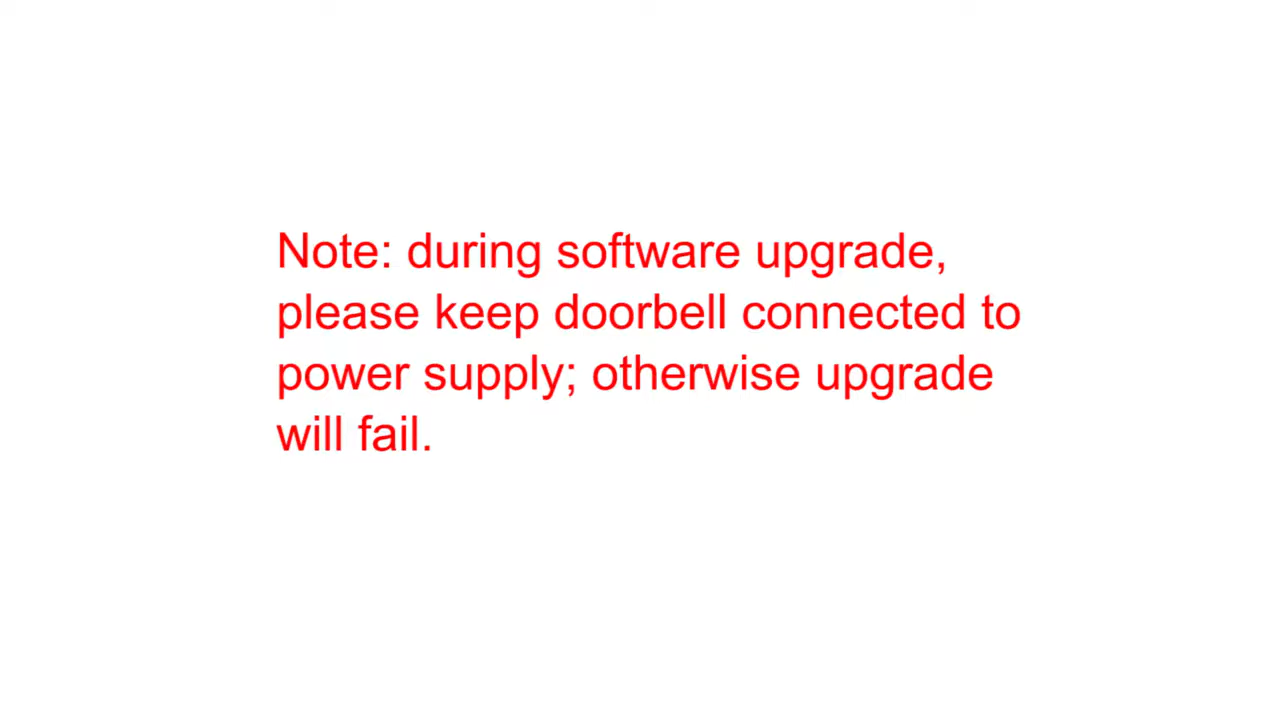 Note: during software upgrade,
please keep doorbell connected to
power supply; otherwise upgrade
will fail.